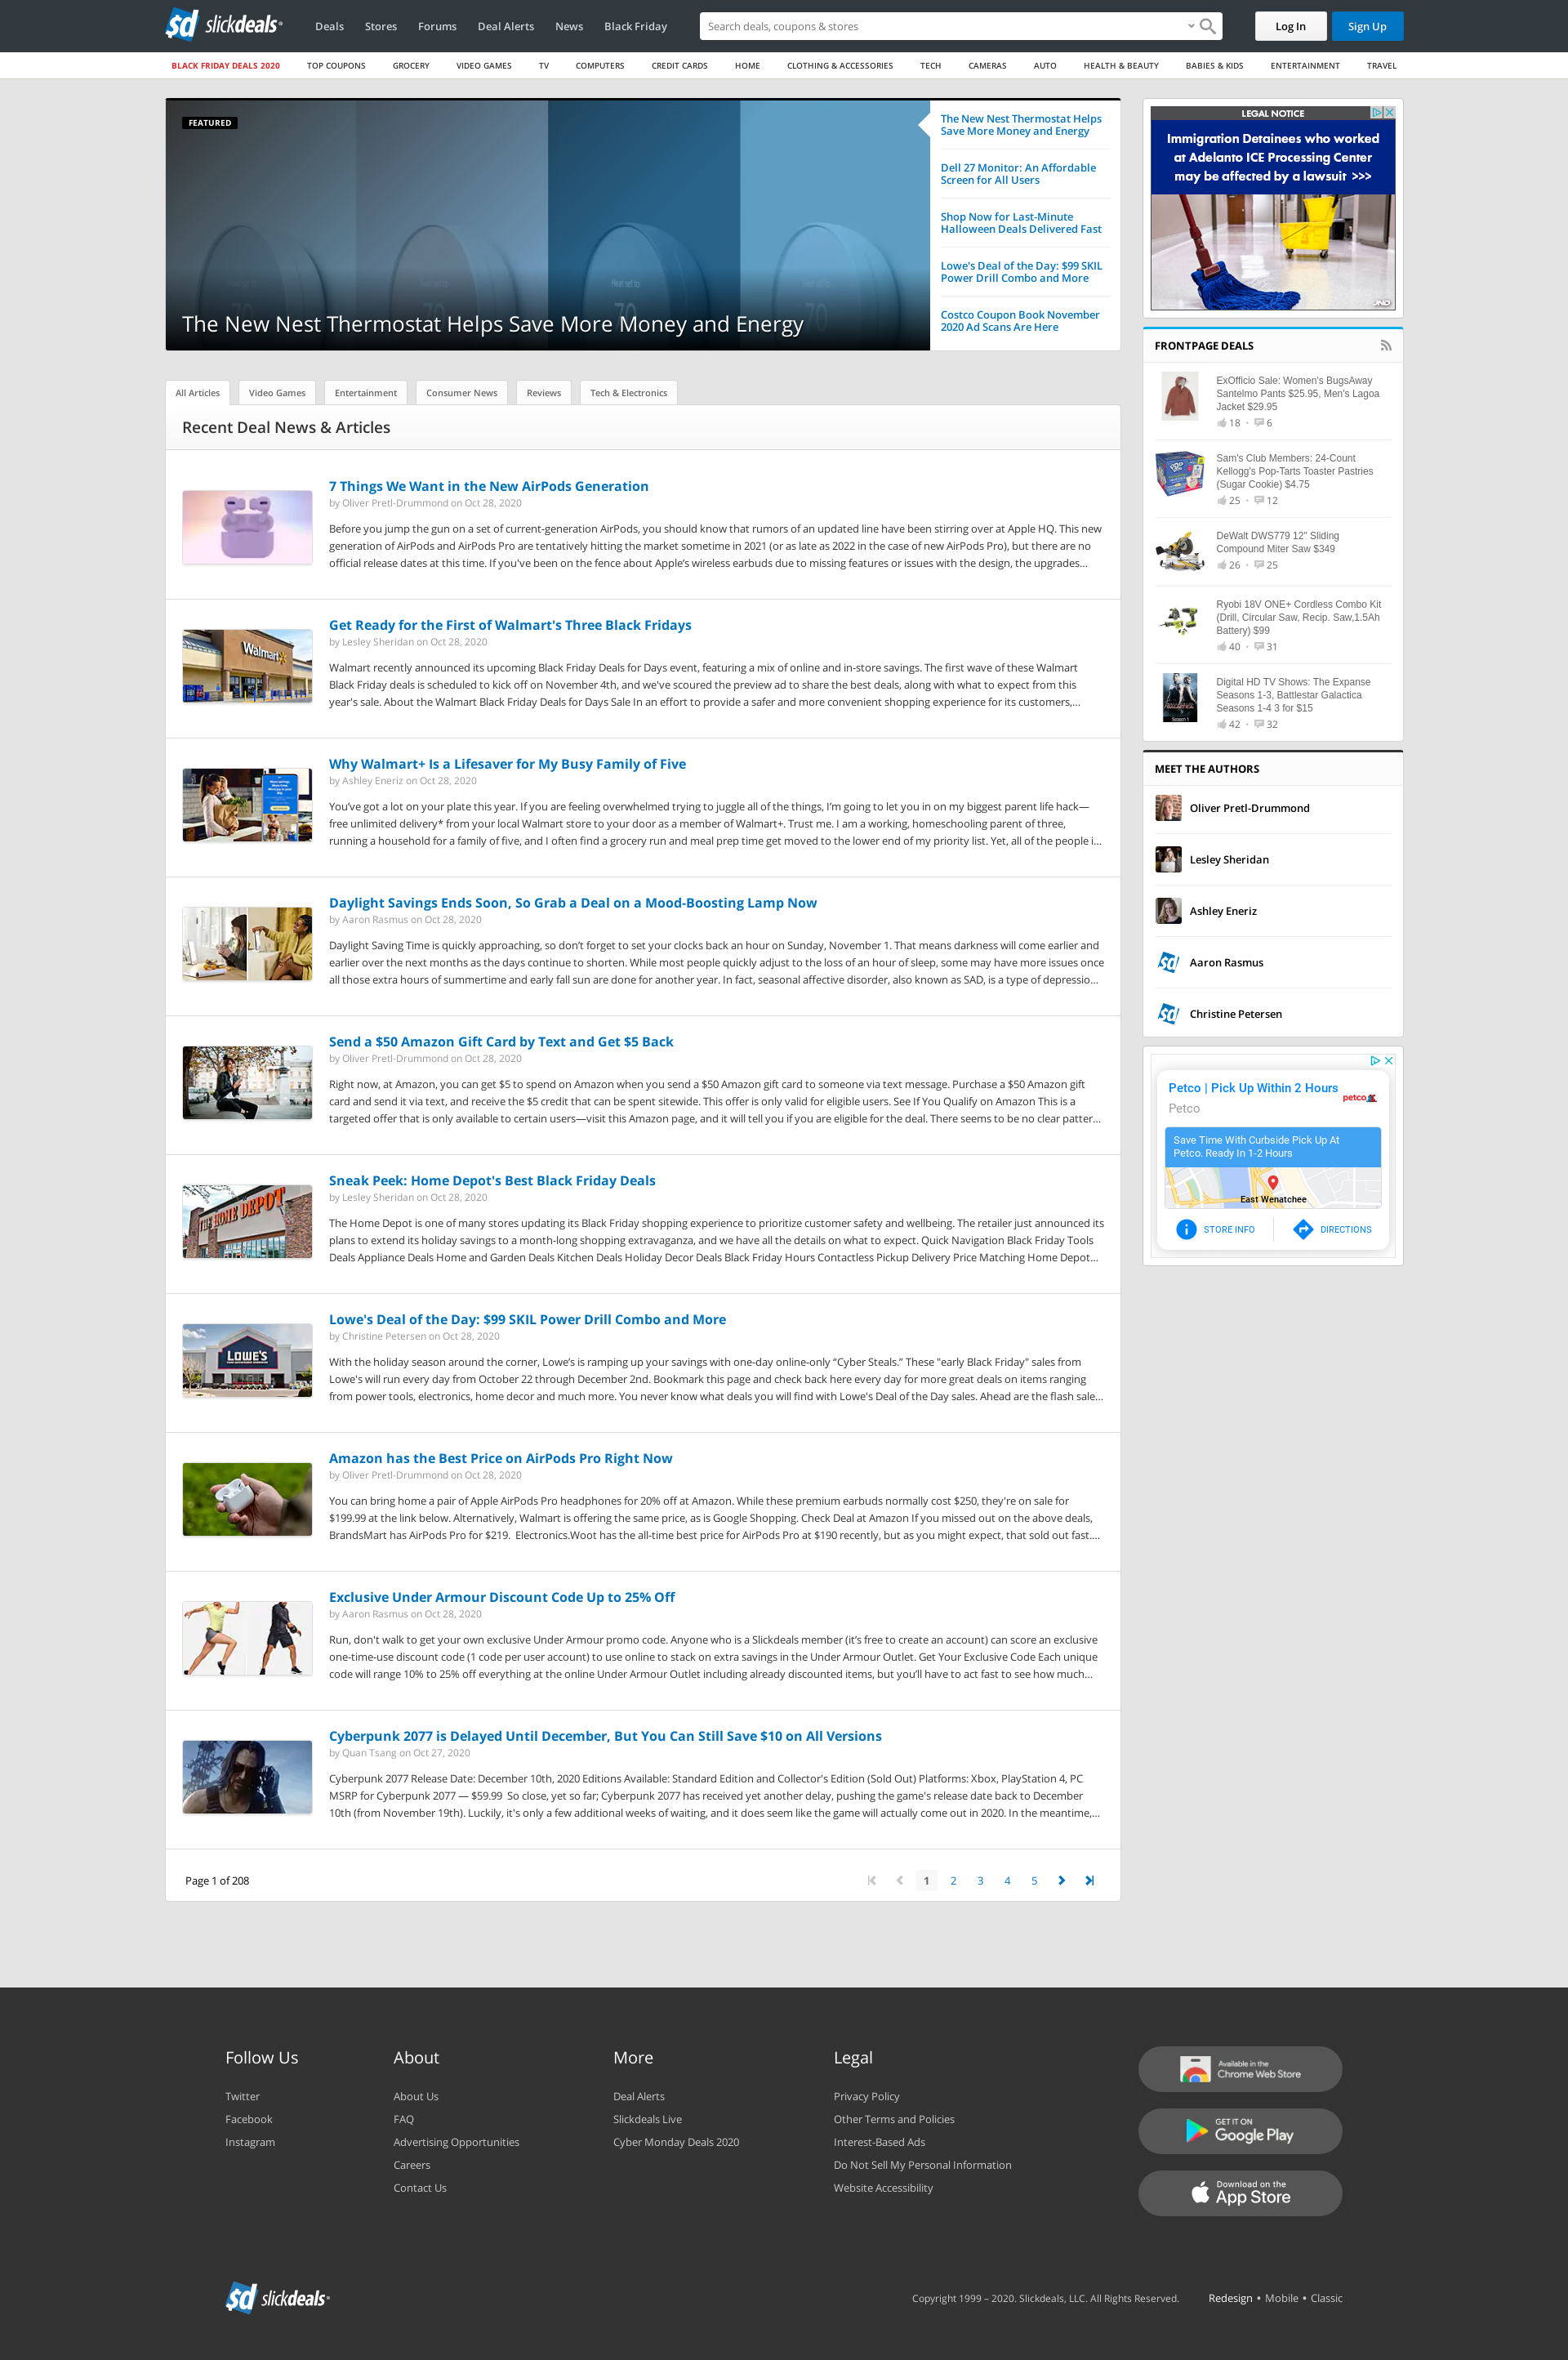 sd slickdeals
Deals Stores Forums Deal Alerts News Black Friday
Search deals, coupons & stores
Log In
Sign Up
BLACK FRIDAY DEALS 2020 TOP COUPONS GROCERY VIDEO GAMES TV COMPUTERS CREDIT CARDS HOME CLOTHING & ACCESSORIES TECH CAMERAS AUTO HEALTH & BEAUTY BABIES & KIDS ENTERTAINMENT TRAVEL
FEATURED
The New Nest Thermostat Helps Save More Money and Energy
The New Nest Thermostat Helps
Save More Money and Energy
Dell 27 Monitor: An Affordable
Screen for All Users
Shop Now for Last-Minute
Halloween Deals Delivered Fast
Lowe's Deal of the Day: $99 SKIL
Power Drill Combo and More
Costco Coupon Book November
2020 Ad Scans Are Here
All Articles Video Games Entertainment Consumer News Reviews Tech & Electronics
Recent Deal News & Articles
7 Things We Want in the New AirPods Generation
by Oliver Pretl-Drummond on Oct 28, 2020
Before you jump the gun on a set of current-generation AirPods, you should know that rumors of an updated line have been stirring over at Apple HQ. This new
generation of AirPods and AirPods Pro are tentatively hitting the market sometime in 2021 (or as late as 2022 in the case of new AirPods Pro), but there are no
official release dates at this time. If you've been on the fence about Apple’s wireless earbuds due to missing features or issues with the design, the upgrades...
Get Ready for the First of Walmart's Three Black Fridays
by Lesley Sheridan on Oct 28, 2020
Walmart recently announced its upcoming Black Friday Deals for Days event, featuring a mix of online and in-store savings. The first wave of these Walmart
Black Friday deals is scheduled to kick off on November 4th, and we've scoured the preview ad to share the best deals, along with what to expect from this
year's sale. About the Walmart Black Friday Deals for Days Sale In an effort to provide a safer and more convenient shopping experience for its customers,...
Walmart
Why Walmart+ Is a Lifesaver for My Busy Family of Five
by Ashley Eneriz on Oct 28, 2020
You’ve got a lot on your plate this year. If you are feeling overwhelmed trying to juggle all of the things, I’m going to let you in on my biggest parent life hack—
free unlimited delivery* from your local Walmart store to your door as a member of Walmart+. Trust me. I am a working, homeschooling parent of three,
running a household for a family of five, and I often find a grocery run and meal prep time get moved to the lower end of my priority list. Yet, all of the people i...
Daylight Savings Ends Soon, So Grab a Deal on a Mood-Boosting Lamp Now
by Aaron Rasmus on Oct 28, 2020
Daylight Saving Time is quickly approaching, so don’t forget to set your clocks back an hour on Sunday, November 1. That means darkness will come earlier and
earlier over the next months as the days continue to shorten. While most people quickly adjust to the loss of an hour of sleep, some may have more issues once
all those extra hours of summertime and early fall sun are done for another year. In fact, seasonal affective disorder, also known as SAD, is a type of depressio...
Send a $50 Amazon Gift Card by Text and Get $5 Back
by Oliver Pretl-Drummond on Oct 28, 2020
Right now, at Amazon, you can get $5 to spend on Amazon when you send a $50 Amazon gift card to someone via text message. Purchase a $50 Amazon gift
card and send it via text, and receive the $5 credit that can be spent sitewide. This offer is only valid for eligible users. See If You Qualify on Amazon This is a
targeted offer that is only available to certain users—visit this Amazon page, and it will tell you if you are eligible for the deal. There seems to be no clear patter...
Sneak Peek: Home Depot's Best Black Friday Deals
by Lesley Sheridan on Oct 28, 2020
The Home Depot is one of many stores updating its Black Friday shopping experience to prioritize customer safety and wellbeing. The retailer just announced its
plans to extend its holiday savings to a month-long shopping extravaganza, and we have all the details on what to expect. Quick Navigation Black Friday Tools
Deals Appliance Deals Home and Garden Deals Kitchen Deals Holiday Decor Deals Black Friday Hours Contactless Pickup Delivery Price Matching Home Depot...
THE HOME DEPOT
Lowe's Deal of the Day: $99 SKIL Power Drill Combo and More
by Christine Petersen on Oct 28, 2020
With the holiday season around the corner, Lowe’s is ramping up your savings with one-day online-only “Cyber Steals.” These "early Black Friday" sales from
Lowe's will run every day from October 22 through December 2nd. Bookmark this page and check back here every day for more great deals on items ranging
from power tools, electronics, home decor and much more. You never know what deals you will find with Lowe's Deal of the Day sales. Ahead are the flash sale...
LOWE'S
Amazon has the Best Price on AirPods Pro Right Now
by Oliver Pretl-Drummond on Oct 28, 2020
You can bring home a pair of Apple AirPods Pro headphones for 20% off at Amazon. While these premium earbuds normally cost $250, they're on sale for
$199.99 at the link below. Alternatively, Walmart is offering the same price, as is Google Shopping. Check Deal at Amazon If you missed out on the above deals,
BrandsMart has AirPods Pro for $219. Electronics.Woot has the all-time best price for AirPods Pro at $190 recently, but as you might expect, that sold out fast....
Exclusive Under Armour Discount Code Up to 25% Off
by Aaron Rasmus on Oct 28, 2020
Run, don't walk to get your own exclusive Under Armour promo code. Anyone who is a Slickdeals member (it’s free to create an account) can score an exclusive
one-time-use discount code (1 code per user account) to use online to stack on extra savings in the Under Armour Outlet. Get Your Exclusive Code Each unique
code will range 10% to 25% off everything at the online Under Armour Outlet including already discounted items, but you’ll have to act fast to see how much...
Cyberpunk 2077 is Delayed Until December, But You Can Still Save $10 on All Versions
by Quan Tsang on Oct 27, 2020
Cyberpunk 2077 Release Date: December 10th, 2020 Editions Available: Standard Edition and Collector's Edition (Sold Out) Platforms: Xbox, PlayStation 4, PC
MSRP for Cyberpunk 2077 — $59.99 So close, yet so far; Cyberpunk 2077 has received yet another delay, pushing the game's release date back to December
10th (from November 19th). Luckily, it's only a few additional weeks of waiting, and it does seem like the game will actually come out in 2020. In the meantime,...
Page 1 of 208
1 2 3 4 5
LEGAL NOTICE
Immigration Detainees who worked
at Adelanto ICE Processing Center
may be affected by a lawsuit >>>
JND
FRONTPAGE DEALS
ExOfficio Sale: Women's BugsAway
Santelmo Pants $25.95, Men's Lagoa
Jacket $29.95
18 • 6
Sam's Club Members: 24-Count
Kellogg's Pop-Tarts Toaster Pastries
(Sugar Cookie) $4.75
25 • 12
DeWalt DWS779 12" Sliding
Compound Miter Saw $349
26 • 25
Ryobi 18V ONE+ Cordless Combo Kit
(Drill, Circular Saw, Recip. Saw,1.5Ah
Battery) $99
40 • 31
Digital HD TV Shows: The Expanse
Seasons 1-3, Battlestar Galactica
Seasons 1-4 3 for $15
42 • 32
MEET THE AUTHORS
Oliver Pretl-Drummond
Lesley Sheridan
Ashley Eneriz
sd Aaron Rasmus
sd Christine Petersen
Petco | Pick Up Within 2 Hours
Petco
petco
Save Time With Curbside Pick Up At
Petco. Ready In 1-2 Hours
East Wenatchee
STORE INFO DIRECTIONS
Follow Us
Twitter
Facebook
Instagram
About
About Us
FAQ
Advertising Opportunities
Careers
Contact Us
More
Deal Alerts
Slickdeals Live
Cyber Monday Deals 2020
Legal
Privacy Policy
Other Terms and Policies
Interest-Based Ads
Do Not Sell My Personal Information
Website Accessibility
Available in the
Chrome Web Store
GET IT ON
Google Play
Download on the
App Store
sd slickdeals
Copyright 1999 – 2020. Slickdeals, LLC. All Rights Reserved.
Redesign • Mobile • Classic